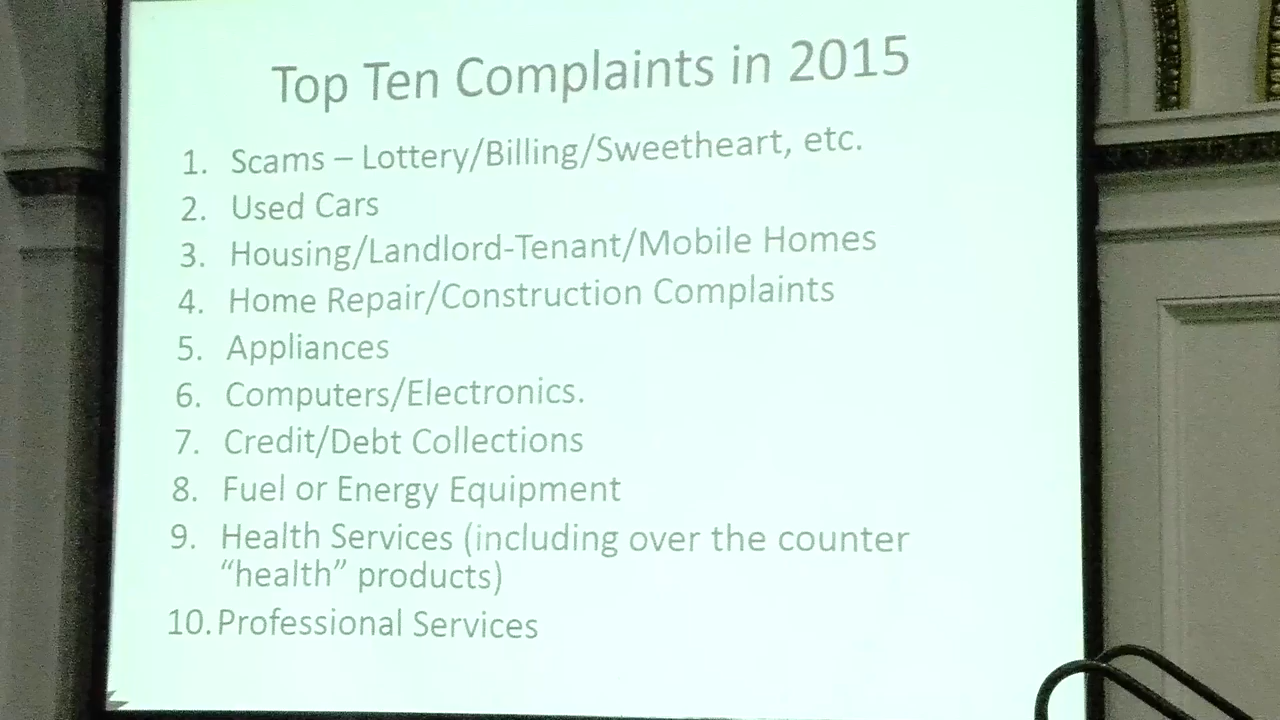 Top Ten Complaints in 2015
1. Scams – Lottery/Billing/Sweetheart, etc.
2. Used Cars
3. Housing/Landlord-Tenant/Mobile Homes
4. Home Repair/Construction Complaints
5. Appliances
6. Computers/Electronics.
7. Credit/Debt Collections
8. Fuel or Energy Equipment
9. Health Services (including over the counter
“health” products)
10. Professional Services